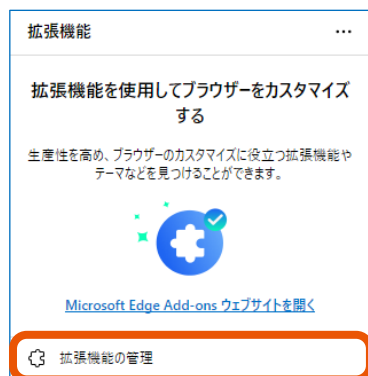 拡張機能 …
拡張機能を使用してブラウザーをカスタマイズ
する
生産性を高め、ブラウザーのカスタマイズに役立つ拡張機能や
テーマなどを見つけることができます。
Microsoft Edge Add-ons ウェブサイトを開く
拡張機能の管理